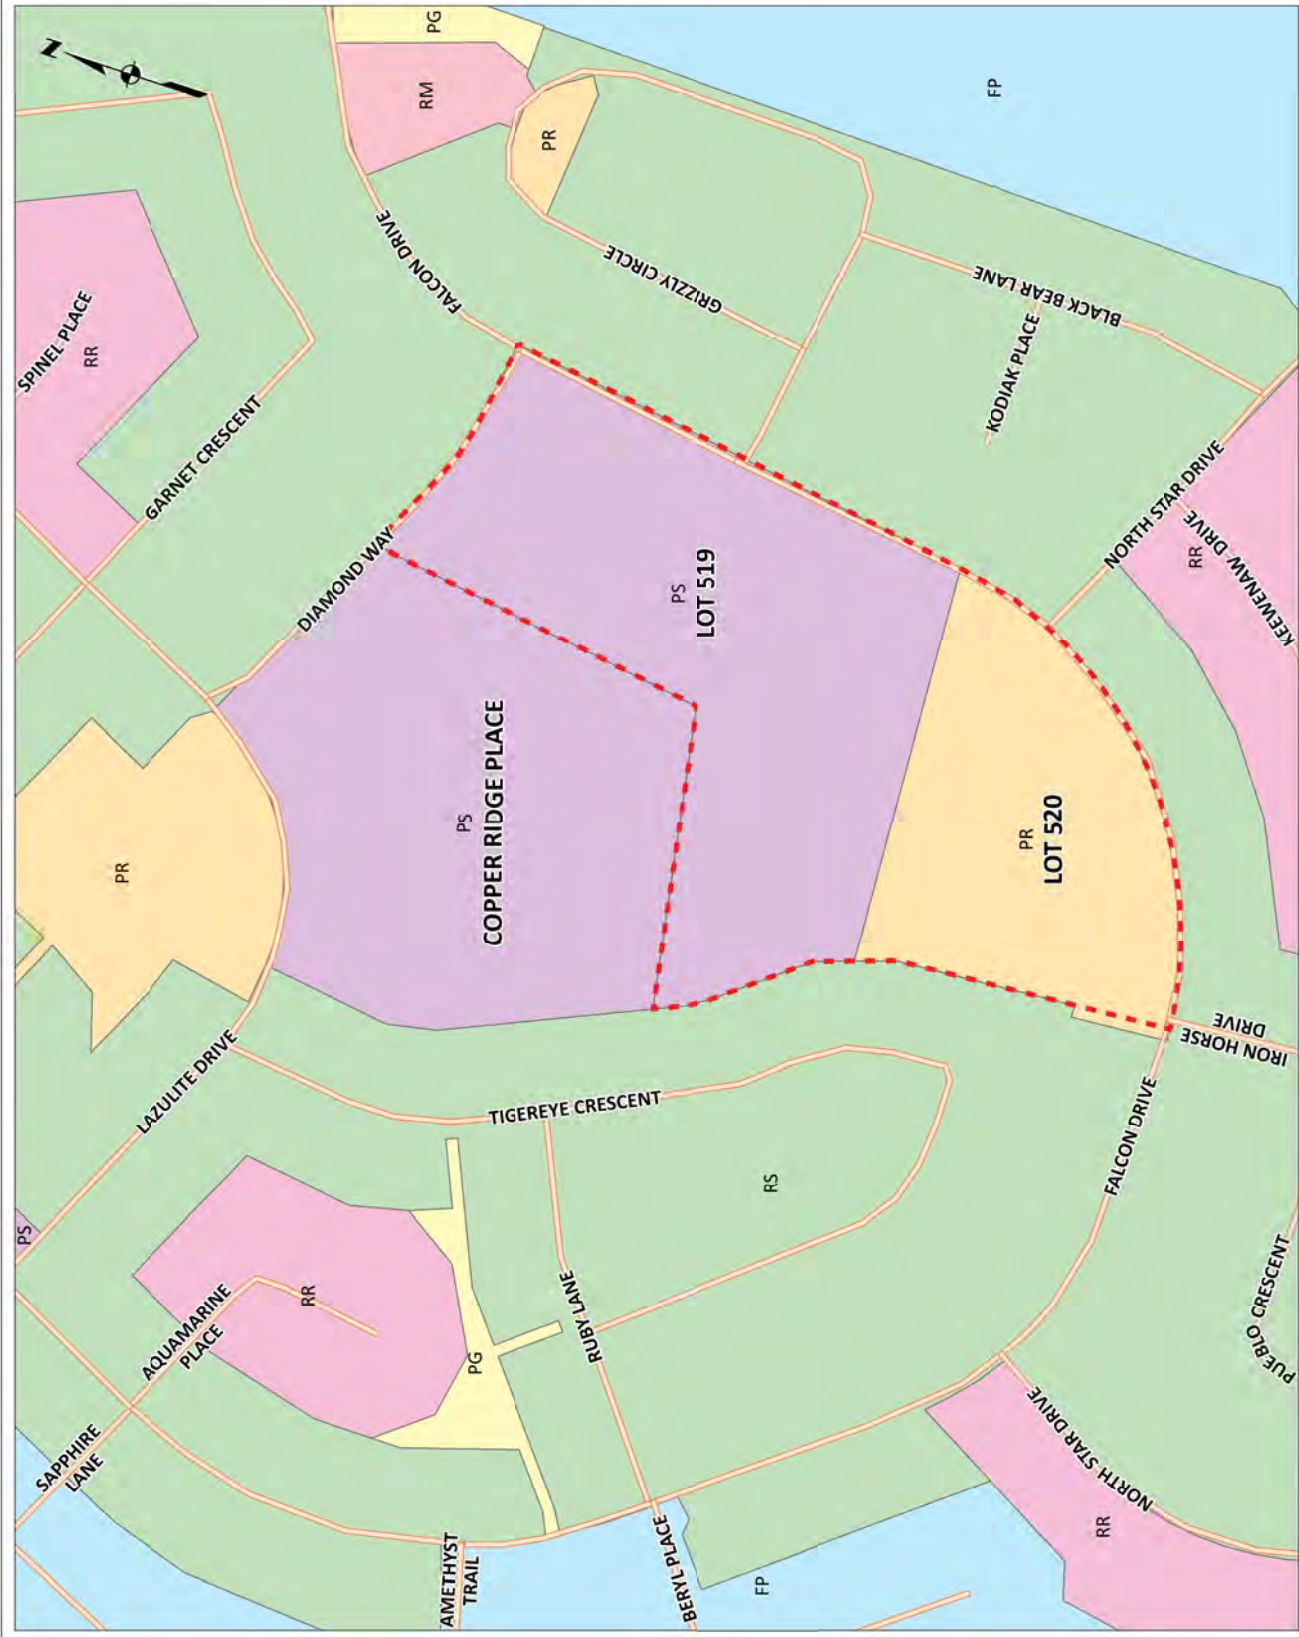 N
PG
RM
FP
PR
SPINEL PLACE
RR
FALCON DRIVE
GRIZZLY CIRCLE
BLACK BEAR LANE
KODIAK PLACE
GARNET CRESCENT
DIAMOND WAY
NORTH STAR DRIVE
KEEWENAW DRIVE
RR
PS
LOT 519
PS
COPPER RIDGE PLACE
PR
PR
LOT 520
LAZULITE DRIVE
TIGEREYE CRESCENT
IRON HORSE
DRIVE
FALCON DRIVE
RS
PS
AQUAMARINE
PLACE
RR
PG
RUBY LANE
PUEBLO CRESCENT
SAPPHIRE
LANE
NORTH STAR DRIVE
RR
AMETHYST
TRAIL
BERYL PLACE
FP